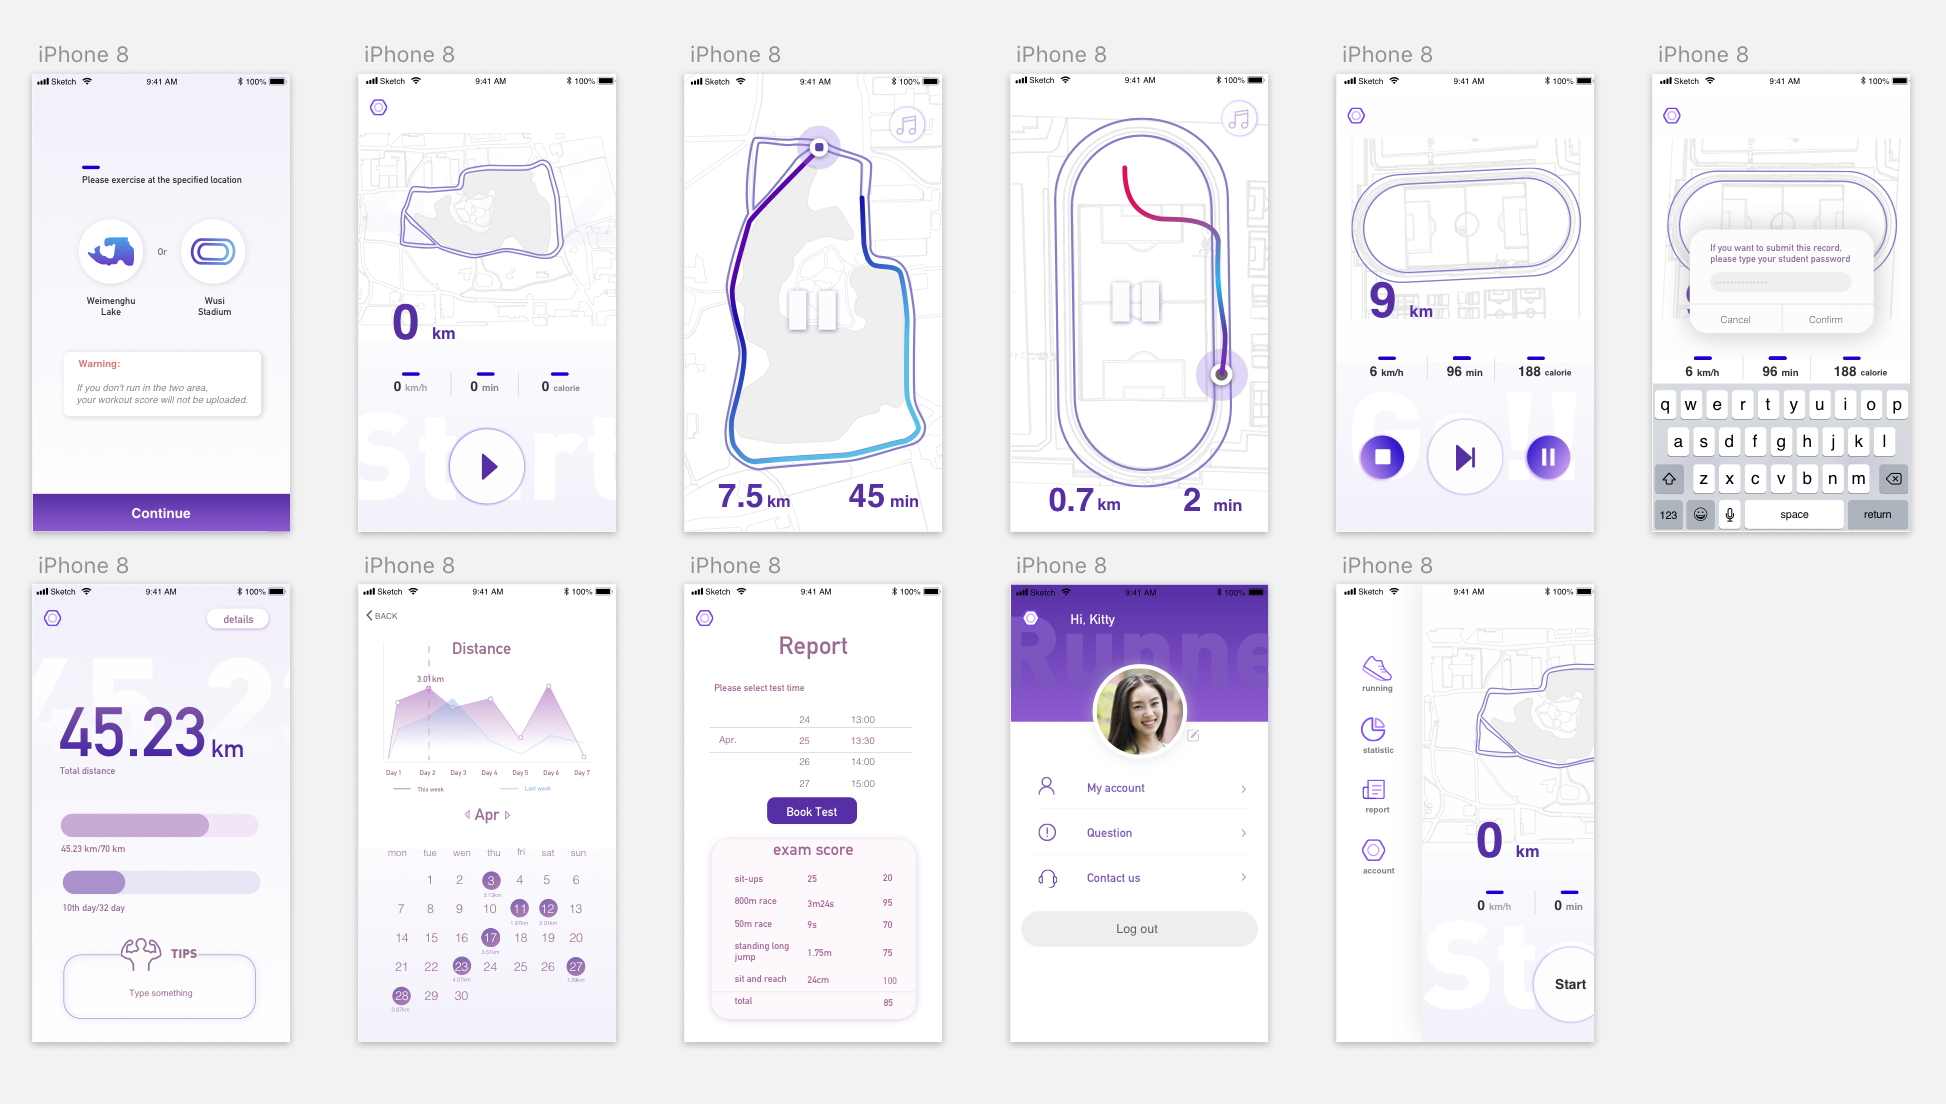 iPhone 8
Sketch 9:41 AM 100%
Please exercise at the specified location
Or
Weimenghu
Lake
Wusi
Stadium
Warning:
If you don't run in the two area,
your workout score will not be uploaded.
Continue
iPhone 8
Sketch 9:41 AM 100%
0 km
0 km/h
0 min
0 calorie
Start
iPhone 8
Sketch 9:41 AM 100%
7.5 km
45 min
iPhone 8
Sketch 9:41 AM 100%
0.7 km
2 min
iPhone 8
Sketch 9:41 AM 100%
9 km
6 km/h
96 min
188 calorie
iPhone 8
Sketch 9:41 AM 100%
If you want to submit this record,
please type your student password
Cancel
Confirm
6 km/h
96 min
188 calorie
q w e r t y u i o p
a s d f g h j k l
z x c v b n m
123
space
return
iPhone 8
Sketch 9:41 AM 100%
details
45.23
45.23 km
Total distance
45.23 km/70 km
10th day/32 day
TIPS
Type something
iPhone 8
Sketch 9:41 AM 100%
BACK
Distance
3.01km
Day 1 Day 2 Day 3 Day 4 Day 5 Day 6 Day 7
This week
Last week
Apr
mon tue wen thu fri sat sun
1 2 3 4 5 6
2.13km
7 8 9 10 11 12 13
14 15 16 17 18 19 20
21 22 23 24 25 26 27
28 29 30
iPhone 8
Sketch 9:41 AM 100%
Report
Please select test time
24 13:00
Apr. 25 13:30
26 14:00
27 15:00
Book Test
exam score
sit-ups 25 20
800m race 3m24s 95
50m race 9s 70
standing long
jump 1.75m 75
sit and reach 24cm 100
total 85
iPhone 8
Sketch 9:41 AM 100%
Runne
Hi, Kitty
My account
Question
Contact us
Log out
iPhone 8
Sketch 9:41 AM 100%
running
statistic
report
account
0 km
0 km/h
0 min
St
Start